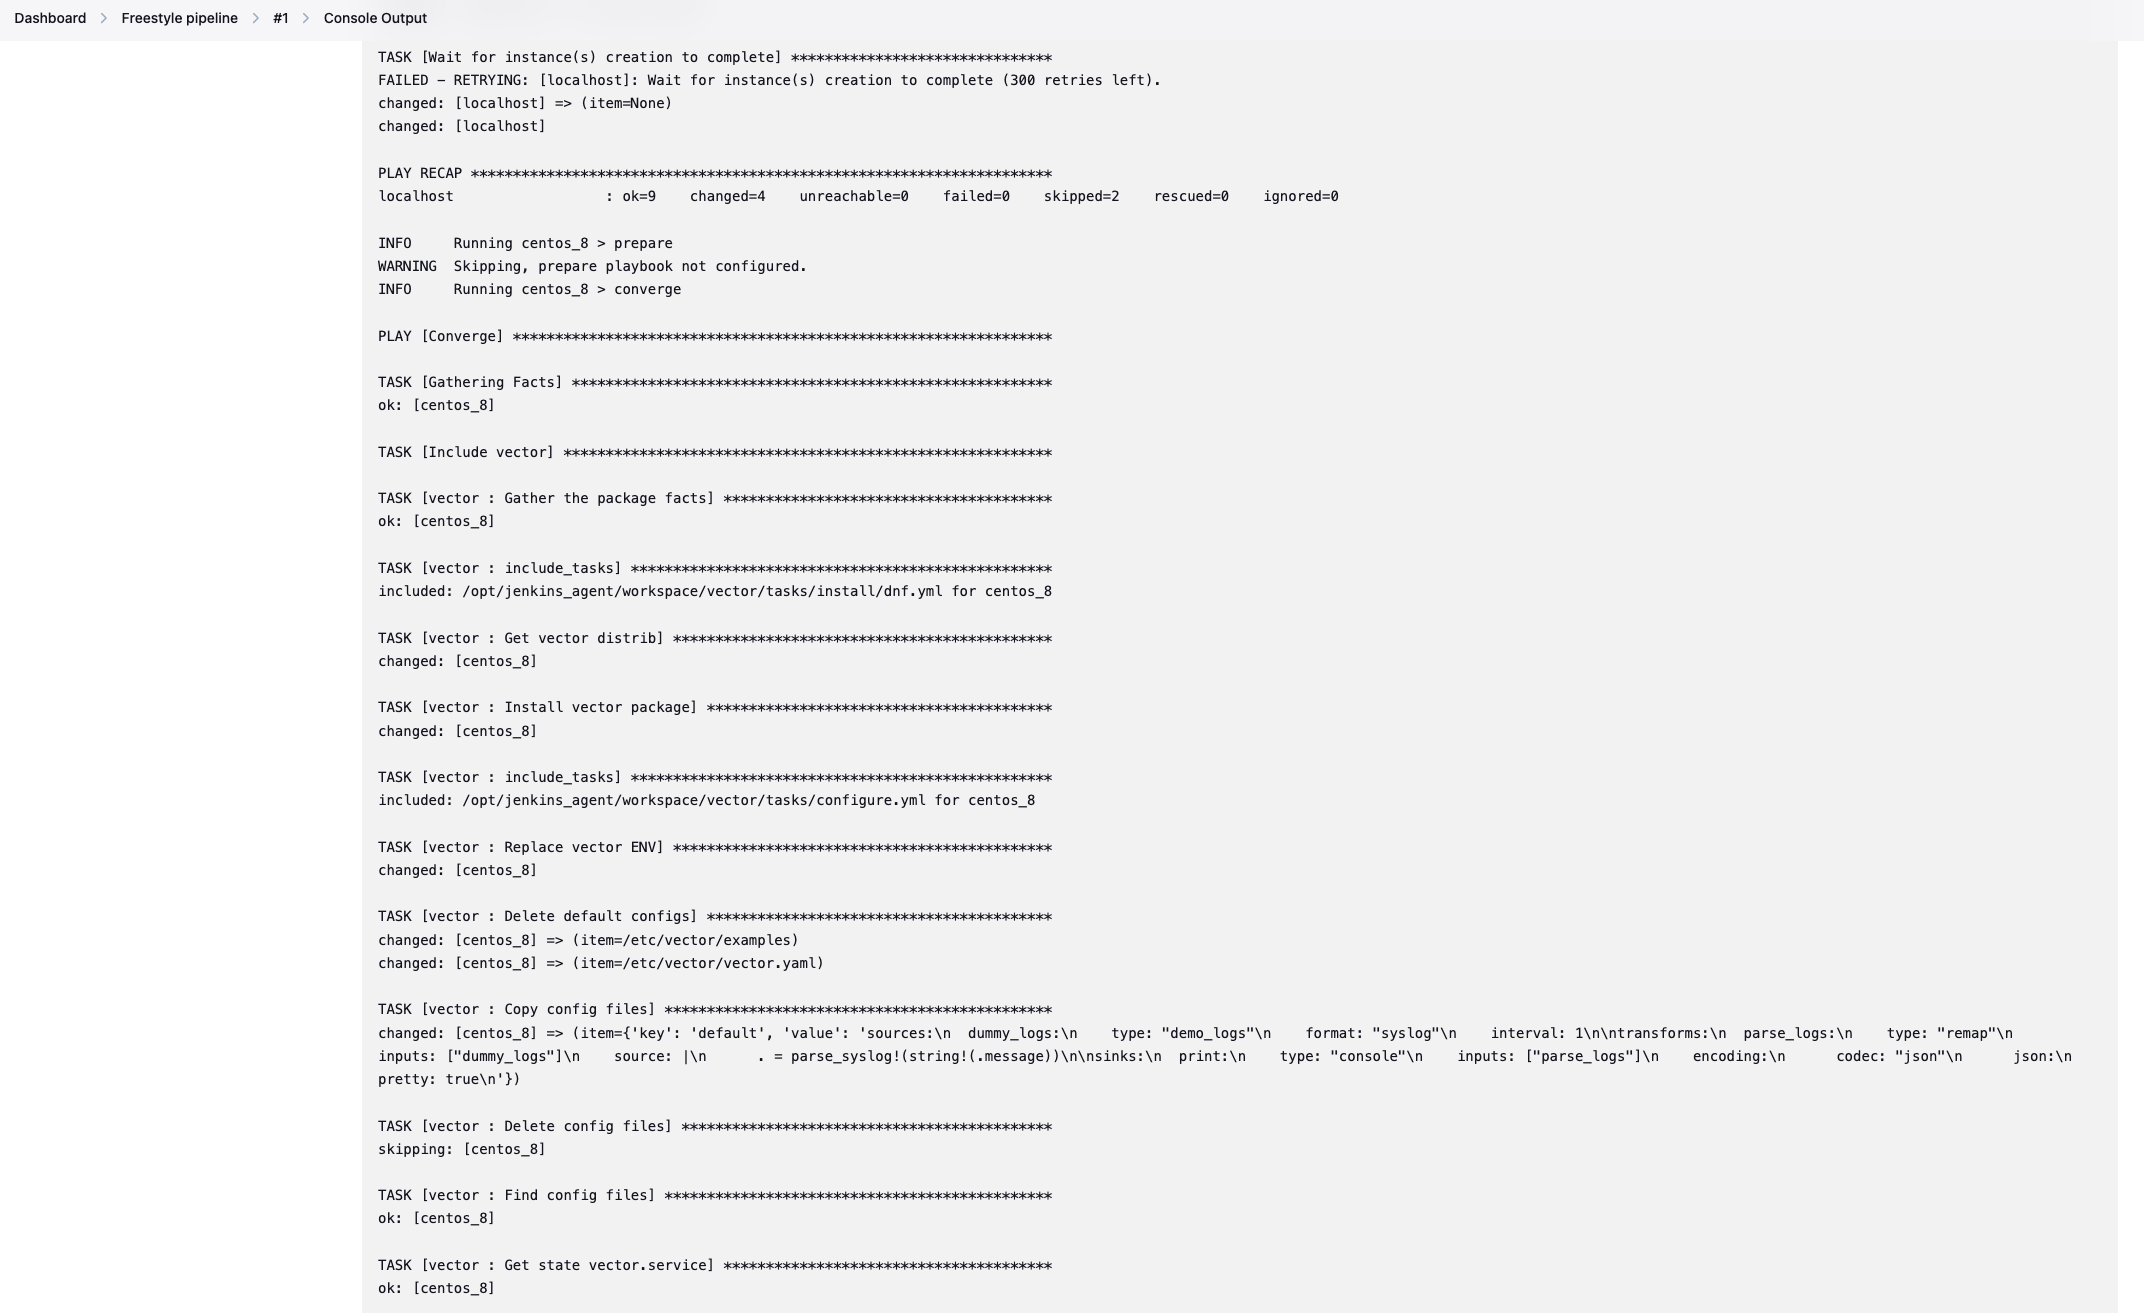 Dashboard > Freestyle pipeline > #1 > Console Output
TASK [Wait for instance(s) creation to complete] *******************************
FAILED - RETRYING: [localhost]: Wait for instance(s) creation to complete (300 retries left).
changed: [localhost] => (item=None)
changed: [localhost]
PLAY RECAP *********************************************************************
localhost                  : ok=9    changed=4    unreachable=0    failed=0    skipped=2    rescued=0    ignored=0
INFO     Running centos_8 > prepare
WARNING  Skipping, prepare playbook not configured.
INFO     Running centos_8 > converge
PLAY [Converge] ****************************************************************
TASK [Gathering Facts] *********************************************************
ok: [centos_8]
TASK [Include vector] **********************************************************
TASK [vector : Gather the package facts] ***************************************
ok: [centos_8]
TASK [vector : include_tasks] **************************************************
included: /opt/jenkins_agent/workspace/vector/tasks/install/dnf.yml for centos_8
TASK [vector : Get vector distrib] *********************************************
changed: [centos_8]
TASK [vector : Install vector package] *****************************************
changed: [centos_8]
TASK [vector : include_tasks] **************************************************
included: /opt/jenkins_agent/workspace/vector/tasks/configure.yml for centos_8
TASK [vector : Replace vector ENV] *********************************************
changed: [centos_8]
TASK [vector : Delete default configs] *****************************************
changed: [centos_8] => (item=/etc/vector/examples)
changed: [centos_8] => (item=/etc/vector/vector.yaml)
TASK [vector : Copy config files] **********************************************
changed: [centos_8] => (item={'key': 'default', 'value': 'sources:\n  dummy_logs:\n    type: "demo_logs"\n    format: "syslog"\n    interval: 1\n\ntransforms:\n  parse_logs:\n    type: "remap"\n
inputs: ["dummy_logs"]\n    source: |\n      . = parse_syslog!(string!(.message))\n\nsinks:\n  print:\n    type: "console"\n    inputs: ["parse_logs"]\n    encoding:\n      codec: "json"\n      json:\n
pretty: true\n'})
TASK [vector : Delete config files] ********************************************
skipping: [centos_8]
TASK [vector : Find config files] **********************************************
ok: [centos_8]
TASK [vector : Get state vector.service] ***************************************
ok: [centos_8]